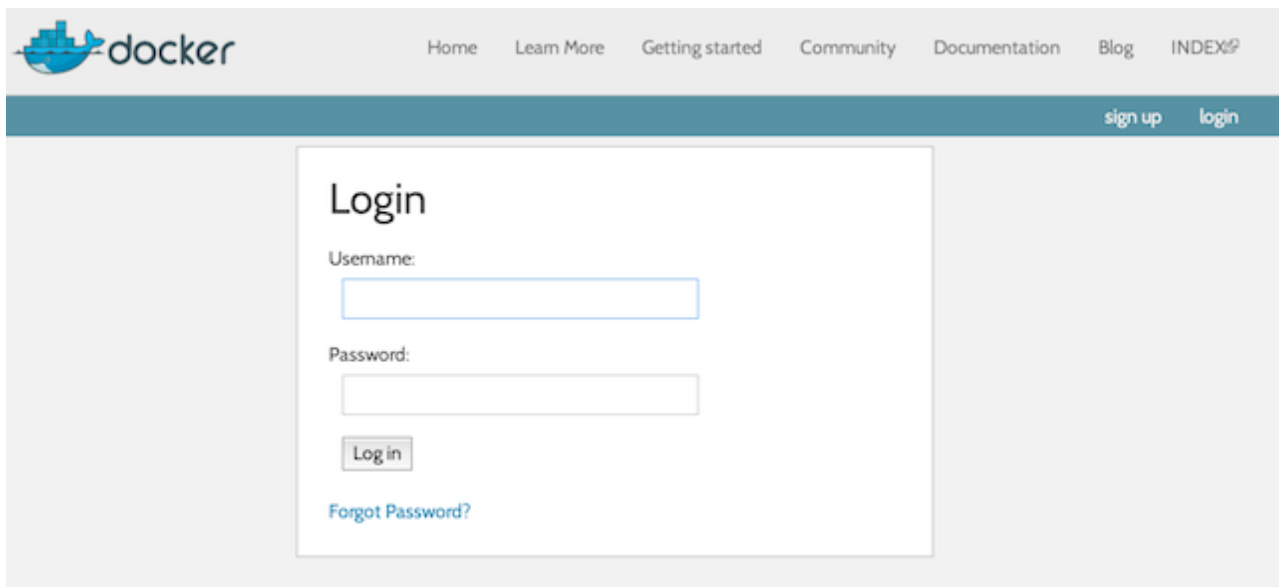 docker Home Learn More Getting started Community Documentation Blog INDEX
sign up login
Login
Username:
Password:
Log in
Forgot Password?